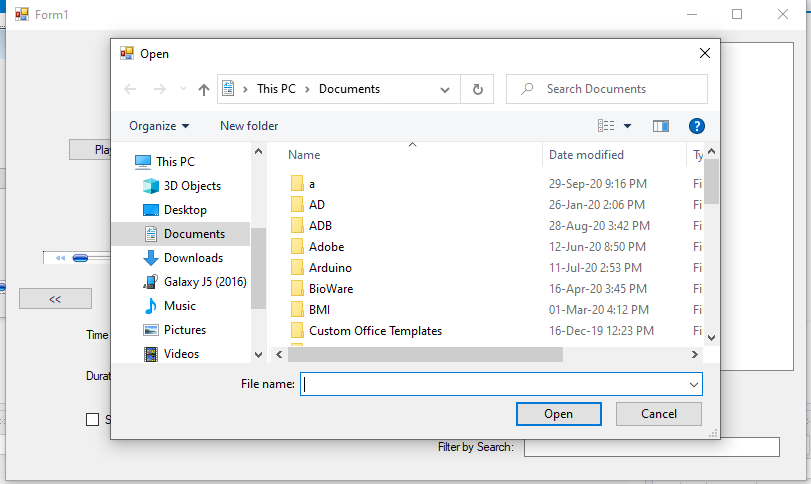 Form1
Open
This PC > Documents
Search Documents
Organize
New folder
Name
Date modified
This PC
3D Objects
Desktop
Documents
Downloads
Galaxy J5 (2016)
Music
Pictures
Videos
a 29-Sep-20 9:16 PM Fi
AD 26-Jan-20 2:06 PM Fi
ADB 28-Aug-20 3:42 PM Fi
Adobe 12-Jun-20 8:50 PM Fi
Arduino 11-Jul-20 2:53 PM Fi
BioWare 16-Apr-20 3:45 PM Fi
BMI 01-Mar-20 4:12 PM Fi
Custom Office Templates 16-Dec-19 12:23 PM Fi
File name:
Open
Cancel
<<
Time
Filter by Search: